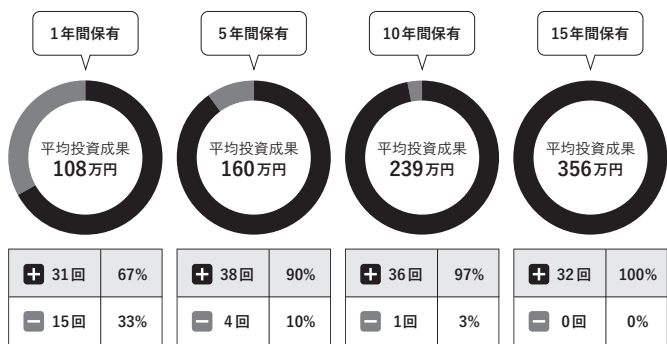 1年間保有
5年間保有
10年間保有
15年間保有
平均投資成果
108万円
平均投資成果
160万円
平均投資成果
239万円
平均投資成果
356万円
+ 31回 67%
− 15回 33%
+ 38回 90%
− 4回 10%
+ 36回 97%
− 1回 3%
+ 32回 100%
− 0回 0%